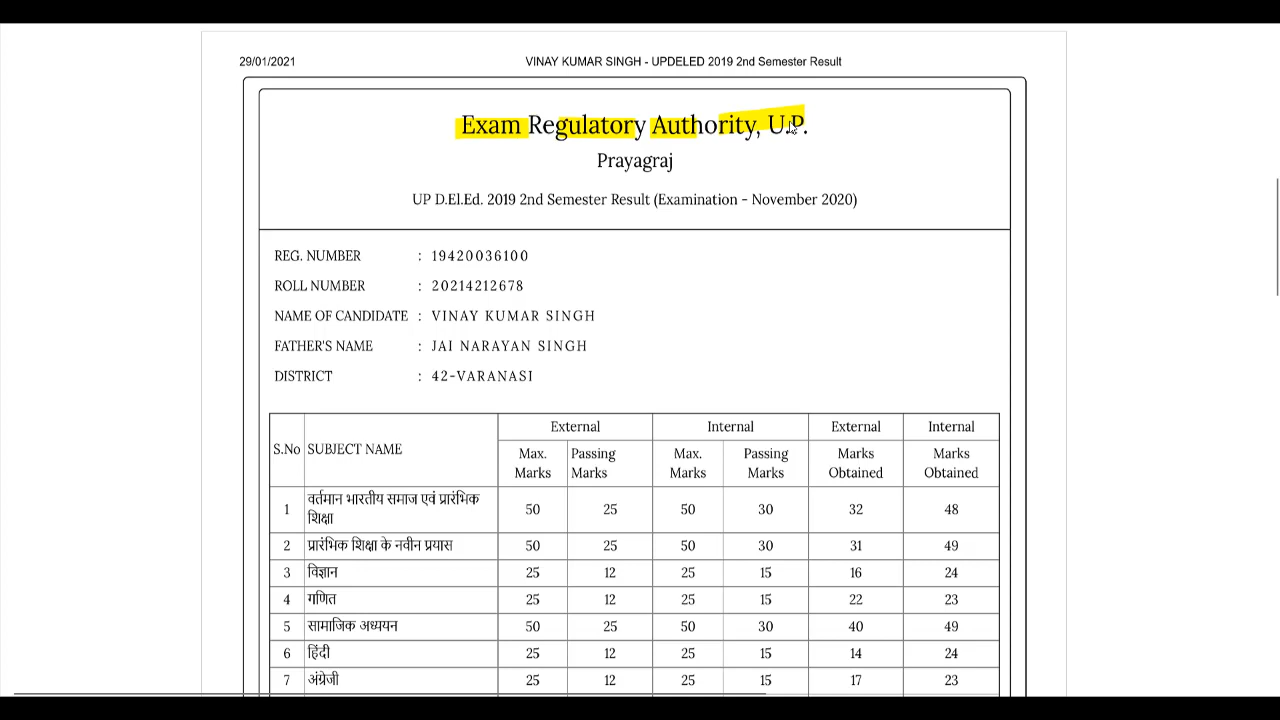 29/01/2021 VINAY KUMAR SINGH - UPDELED 2019 2nd Semester Result
Exam Regulatory Authority, U.P.
Prayagraj
UP D.El.Ed. 2019 2nd Semester Result (Examination - November 2020)
REG. NUMBER : 19420036100
ROLL NUMBER : 20214212678
NAME OF CANDIDATE : VINAY KUMAR SINGH
FATHER'S NAME : JAI NARAYAN SINGH
DISTRICT : 42-VARANASI
External Internal External Internal
S.No SUBJECT NAME Max. Passing Max. Passing Marks Marks
Marks Marks Marks Marks Obtained Obtained
1 वर्तमान भारतीय समाज एवं प्रारंभिक 50 25 50 30 32 48
शिक्षा
2 प्रारंभिक शिक्षा के नवीन प्रयास 50 25 50 30 31 49
3 विज्ञान 25 12 25 15 16 24
4 गणित 25 12 25 15 22 23
5 सामाजिक अध्ययन 50 25 50 30 40 49
6 हिंदी 25 12 25 15 14 24
7 अंग्रेजी 25 12 25 15 17 23